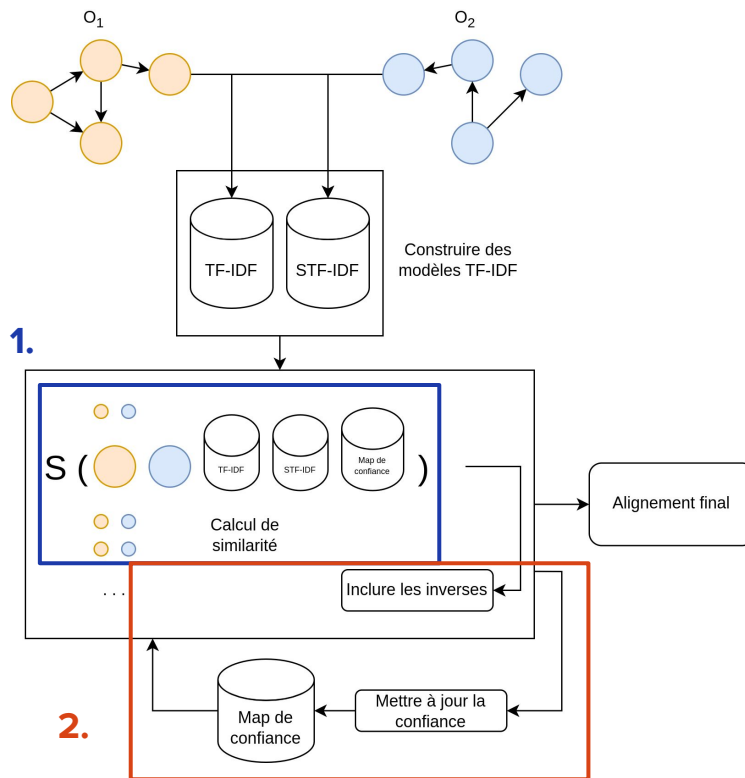 O1
O2
TF-IDF
STF-IDF
Construire des
modèles TF-IDF
1.
S (
TF-IDF
STF-IDF
Map de
confiance
)
Calcul de
similarité
Alignement final
...
Inclure les inverses
2.
Map de
confiance
Mettre à jour la
confiance